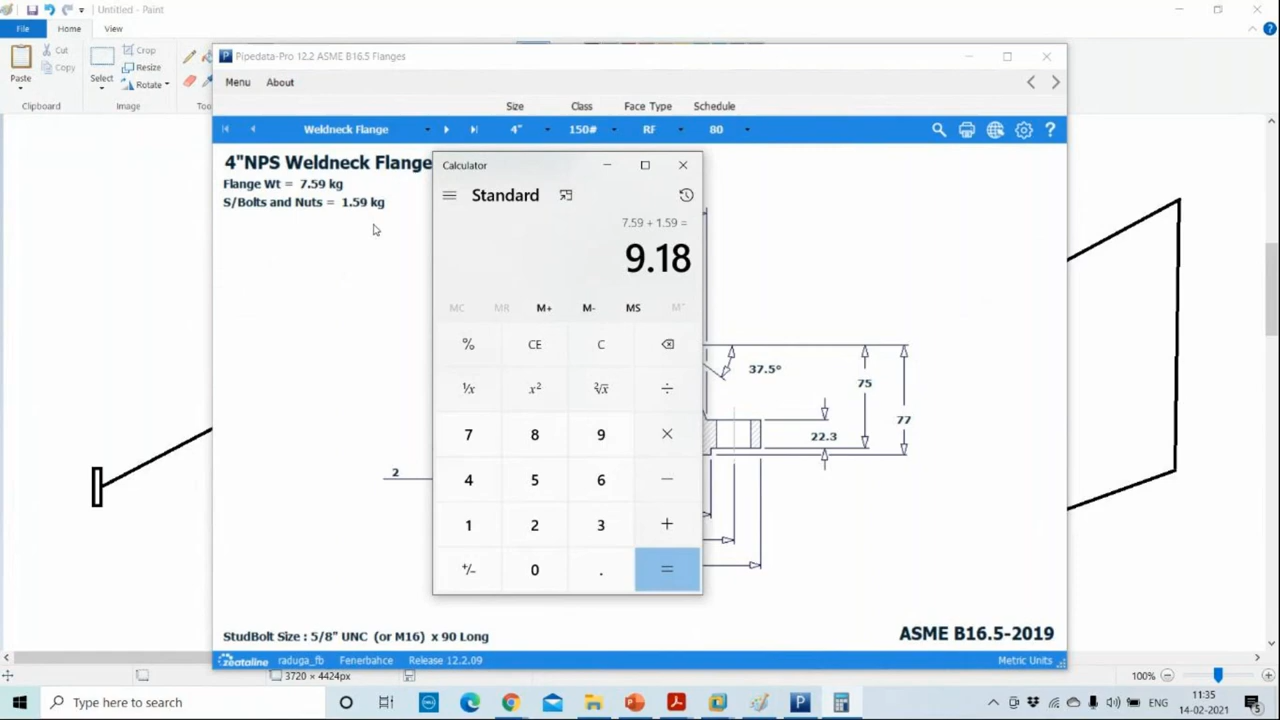 Untitled - Paint
File
Home
View
Paste
Cut
Copy
Clipboard
Select
Crop
Resize
Rotate
Image
Pipedata-Pro 12.2 ASME B16.5 Flanges
Menu
About
Size
Class
Face Type
Schedule
Weldneck Flange
4"
150#
RF
80
?
4"NPS Weldneck Flange
Flange Wt = 7.59 kg
S/Bolts and Nuts = 1.59 kg
Calculator
Standard
7.59 + 1.59 =
9.18
MC
MR
M+
M-
MS
%
CE
C
7
8
9
4
5
6
1
2
3
+
+/-
0
.
=
37.5°
75
77
22.3
2
StudBolt Size : 5/8" UNC (or M16) x 90 Long
ASME B16.5-2019
zeataline
raduga_fb
Fenerbahce
Release 12.2.09
Metric Units
3720 × 4424px
100%
Type here to search
ENG
11:35
14-02-2021